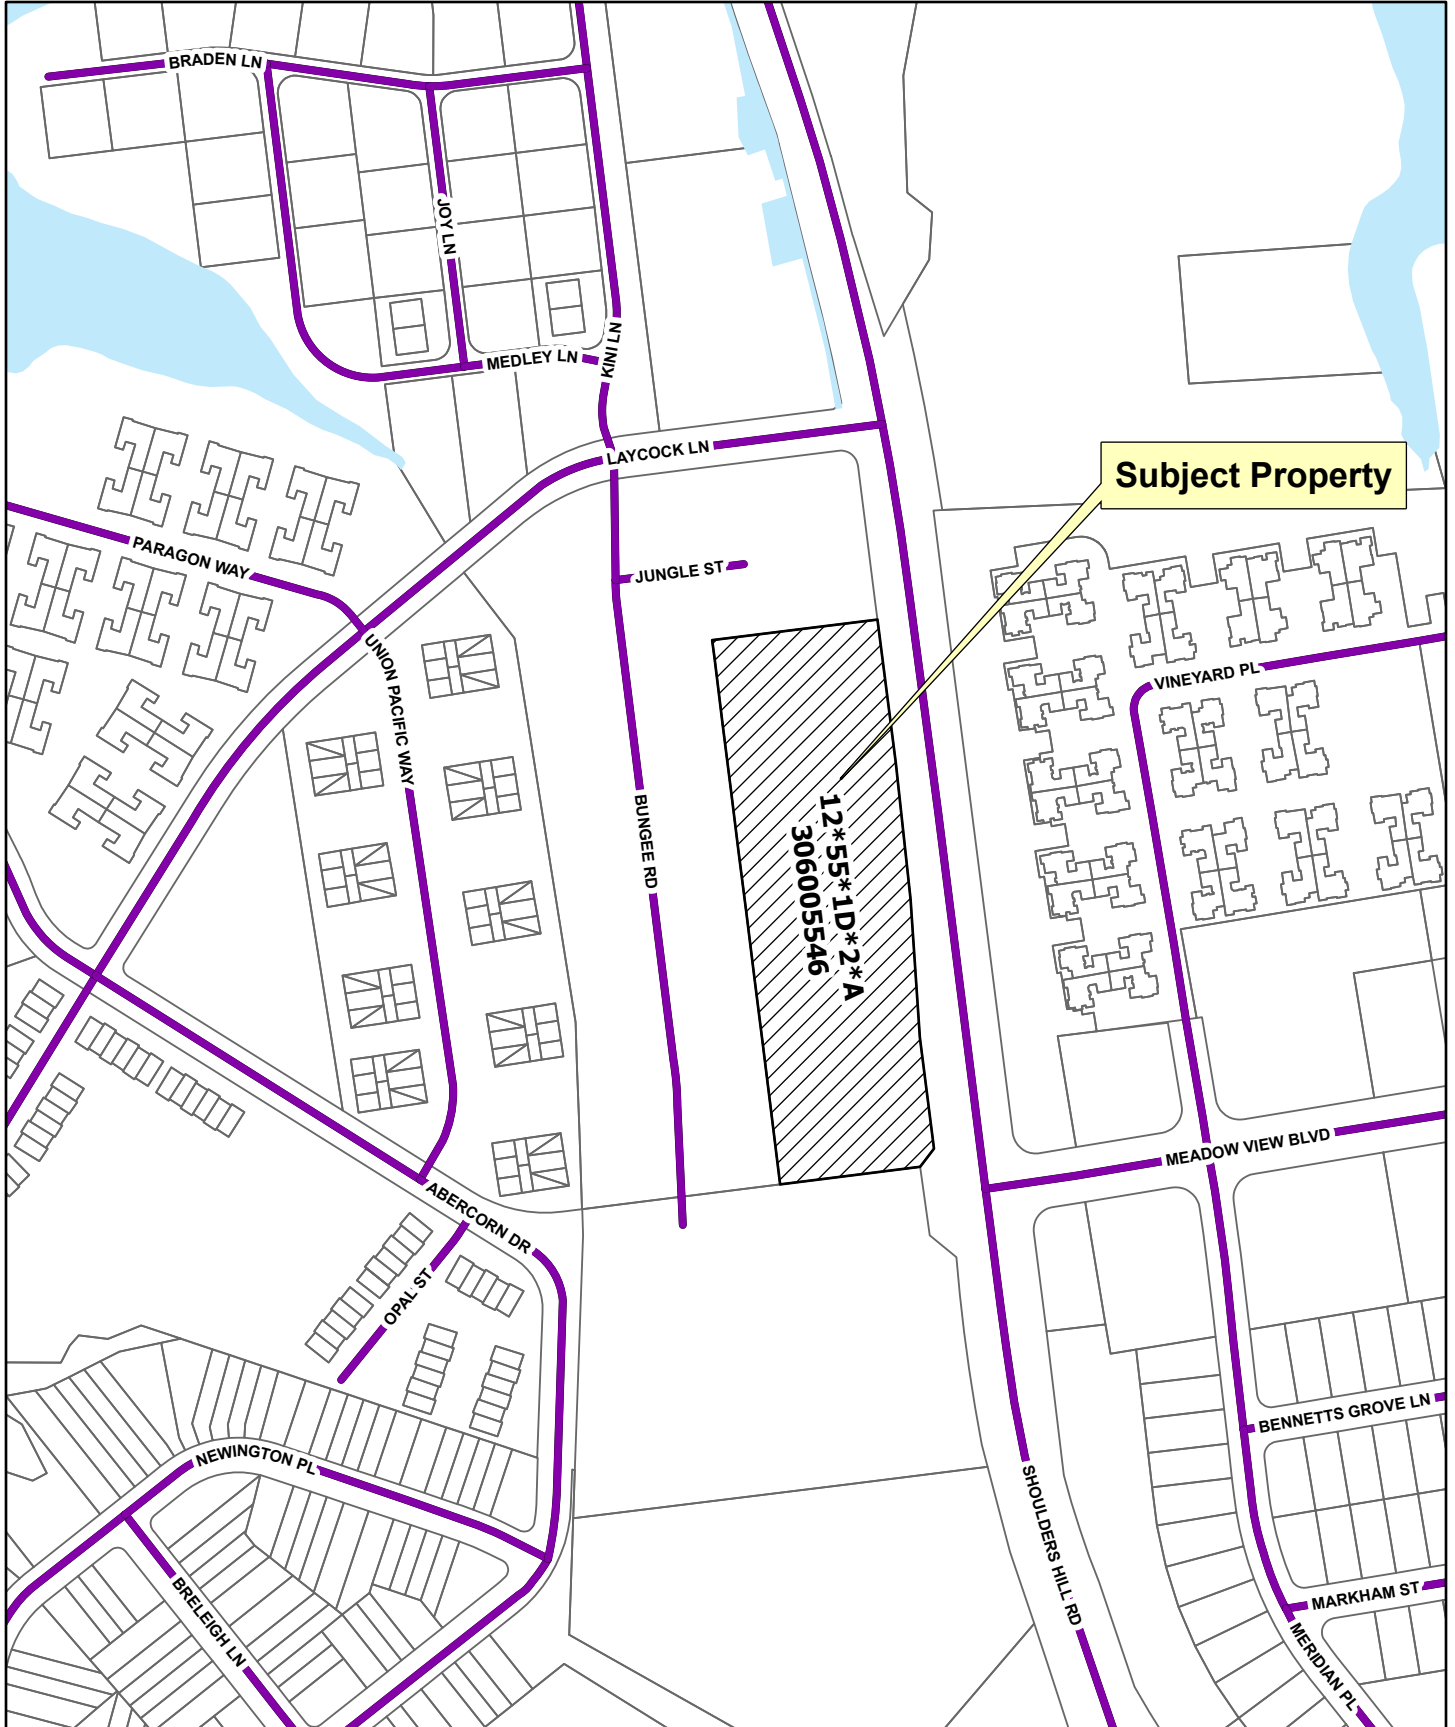 BRADEN LN
JOY LN
KINI LN
MEDLEY LN
LAYCOCK LN
Subject Property
PARAGON WAY
JUNGLE ST
UNION PACIFIC WAY
VINEYARD PL
BUNGEE RD
12*55*1D*2*A
306005546
MEADOW VIEW BLVD
ABERCORN DR
OPAL ST
BENNETTS GROVE LN
NEWINGTON PL
SHOULDERS HILL RD
BRELEIGH LN
MARKHAM ST
MERIDIAN PL